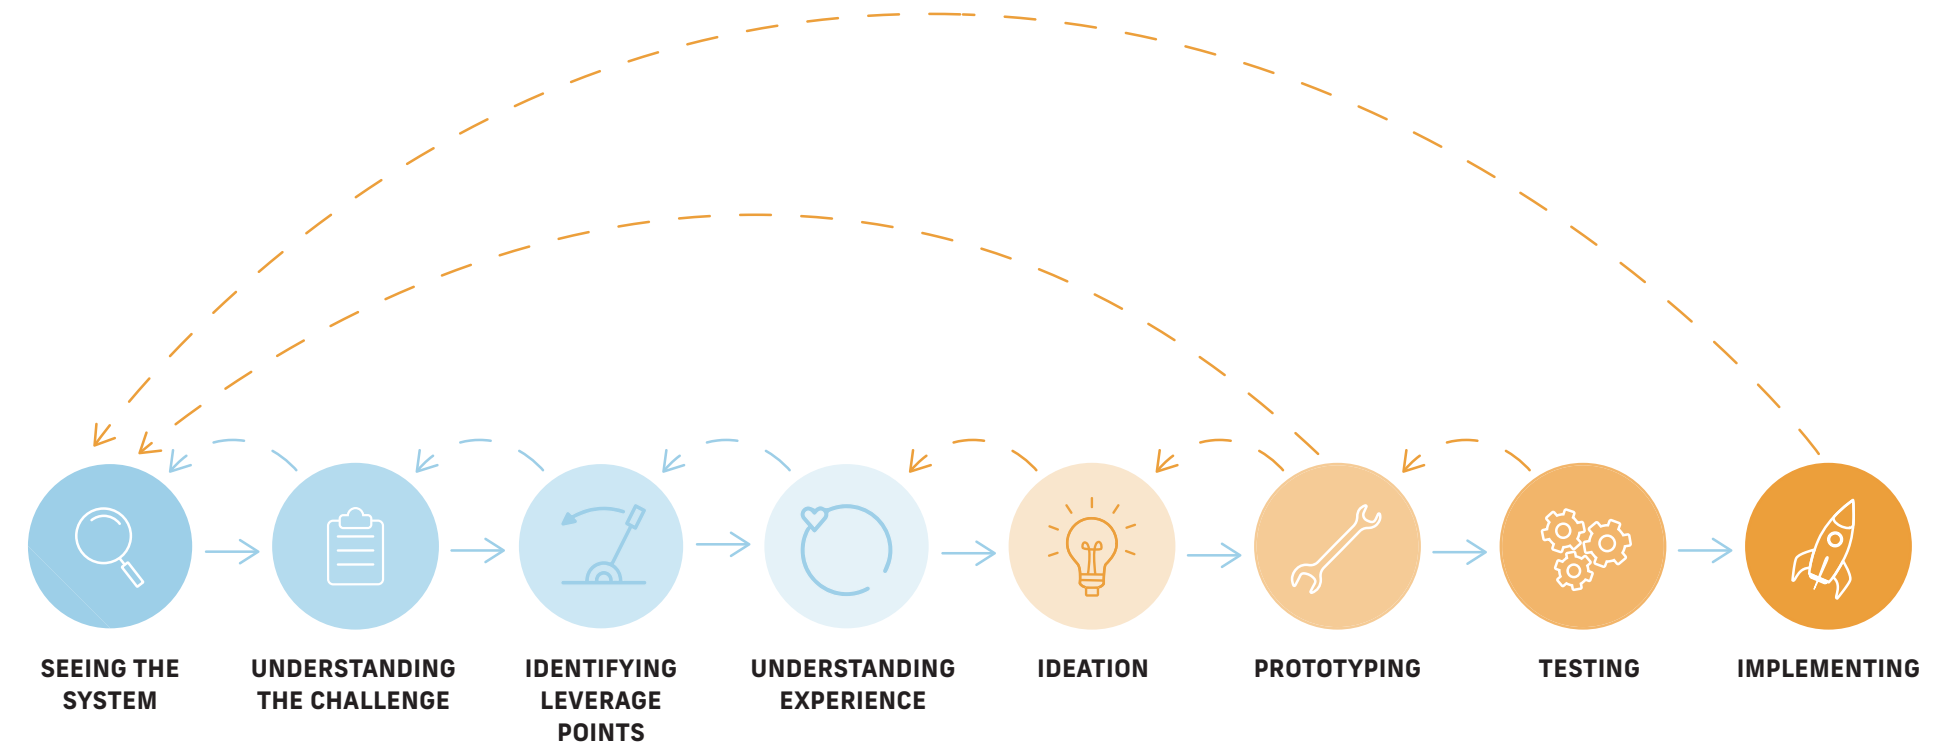 SEEING THE
SYSTEM
UNDERSTANDING
THE CHALLENGE
IDENTIFYING
LEVERAGE
POINTS
UNDERSTANDING
EXPERIENCE
IDEATION
PROTOTYPING
TESTING
IMPLEMENTING